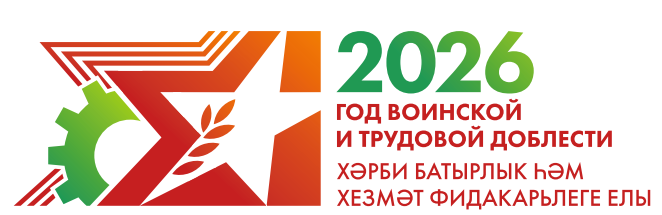 2026
ГОД ВОИНСКОЙ
И ТРУДОВОЙ ДОБЛЕСТИ
ХӘРБИ БАТЫРЛЫК ҺӘМ
ХЕЗМӘТ ФИДАКАРЬЛЕГЕ ЕЛЫ